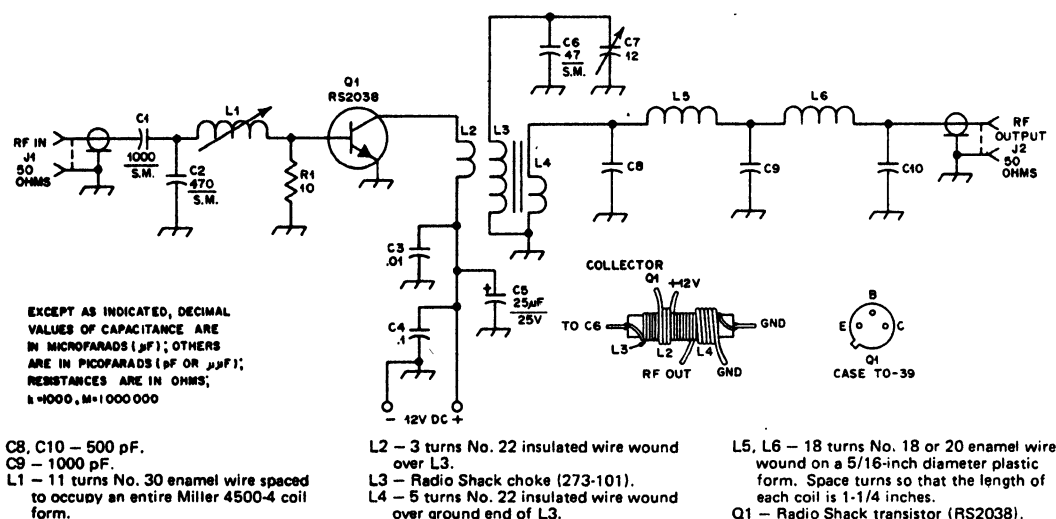 C6
47
S.M.
C7
12
Q1
RS2038
L1
L2
L3
L4
L5
L6
C1
1000
S.M.
RF IN
J1
50
OHMS
C2
470
S.M.
R1
10
C8
C9
C10
RF
OUTPUT
J2
50
OHMS
C3
.01
C4
.1
+
C5
25µF
25V
- 12V DC +
COLLECTOR
Q1
+12V
TO C6
GND
L3
L2
L4
RF OUT
GND
B
E
C
Q1
CASE TO-39
EXCEPT AS INDICATED, DECIMAL
VALUES OF CAPACITANCE ARE
IN MICROFARADS (µF); OTHERS
ARE IN PICOFARADS (pF OR µµF);
RESISTANCES ARE IN OHMS;
k=1000, M=1000000
C8, C10 – 500 pF.
C9 – 1000 pF.
L1 – 11 turns No. 30 enamel wire spaced
to occupy an entire Miller 4500-4 coil
form.
L2 – 3 turns No. 22 insulated wire wound
over L3.
L3 – Radio Shack choke (273-101).
L4 – 5 turns No. 22 insulated wire wound
over ground end of L3.
L5, L6 – 18 turns No. 18 or 20 enamel wire
wound on a 5/16-inch diameter plastic
form. Space turns so that the length of
each coil is 1-1/4 inches.
Q1 – Radio Shack transistor (RS2038).